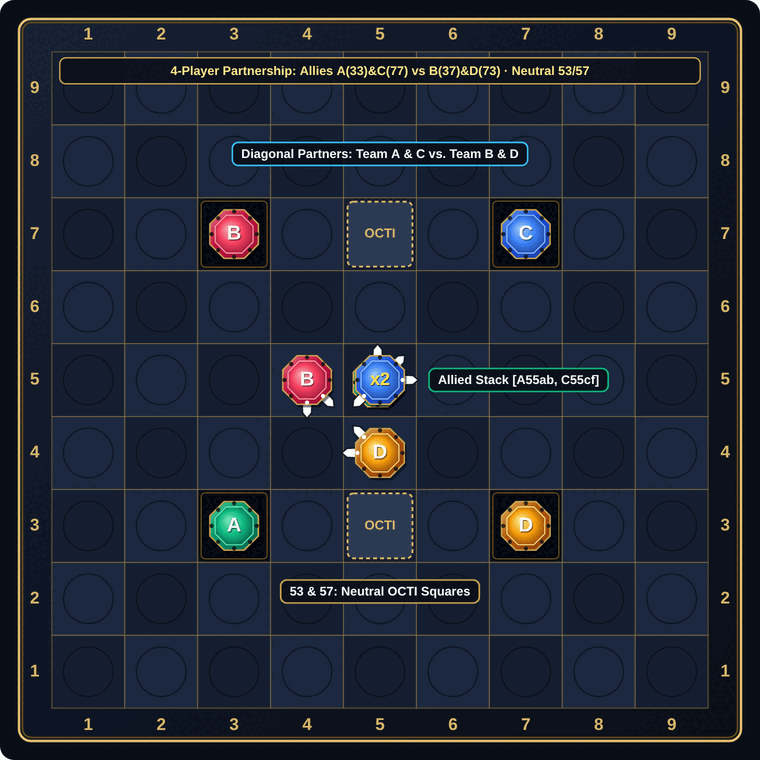 1 2 3 4 5 6 7 8 9
4-Player Partnership: Allies A(33)&C(77) vs B(37)&D(73) · Neutral 53/57
9 9
Diagonal Partners: Team A & C vs. Team B & D
8 8
7 B OCTI C 7
6 6
5 B x2 Allied Stack [A55ab, C55cf] 5
4 D 4
3 A OCTI D 3
53 & 57: Neutral OCTI Squares
2 2
1 1
1 2 3 4 5 6 7 8 9